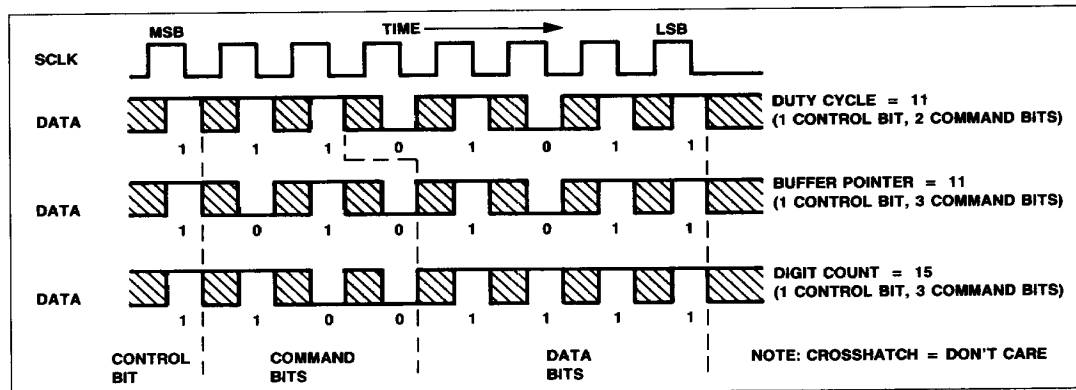 MSB TIME LSB
SCLK
DATA
DUTY CYCLE = 11
(1 CONTROL BIT, 2 COMMAND BITS)
1 1 1 0 1 0 1 1
DATA
BUFFER POINTER = 11
(1 CONTROL BIT, 3 COMMAND BITS)
1 0 1 0 1 0 1 1
DATA
DIGIT COUNT = 15
(1 CONTROL BIT, 3 COMMAND BITS)
1 1 0 0 1 1 1 1
CONTROL
BIT
COMMAND
BITS
DATA
BITS
NOTE: CROSSHATCH = DON'T CARE